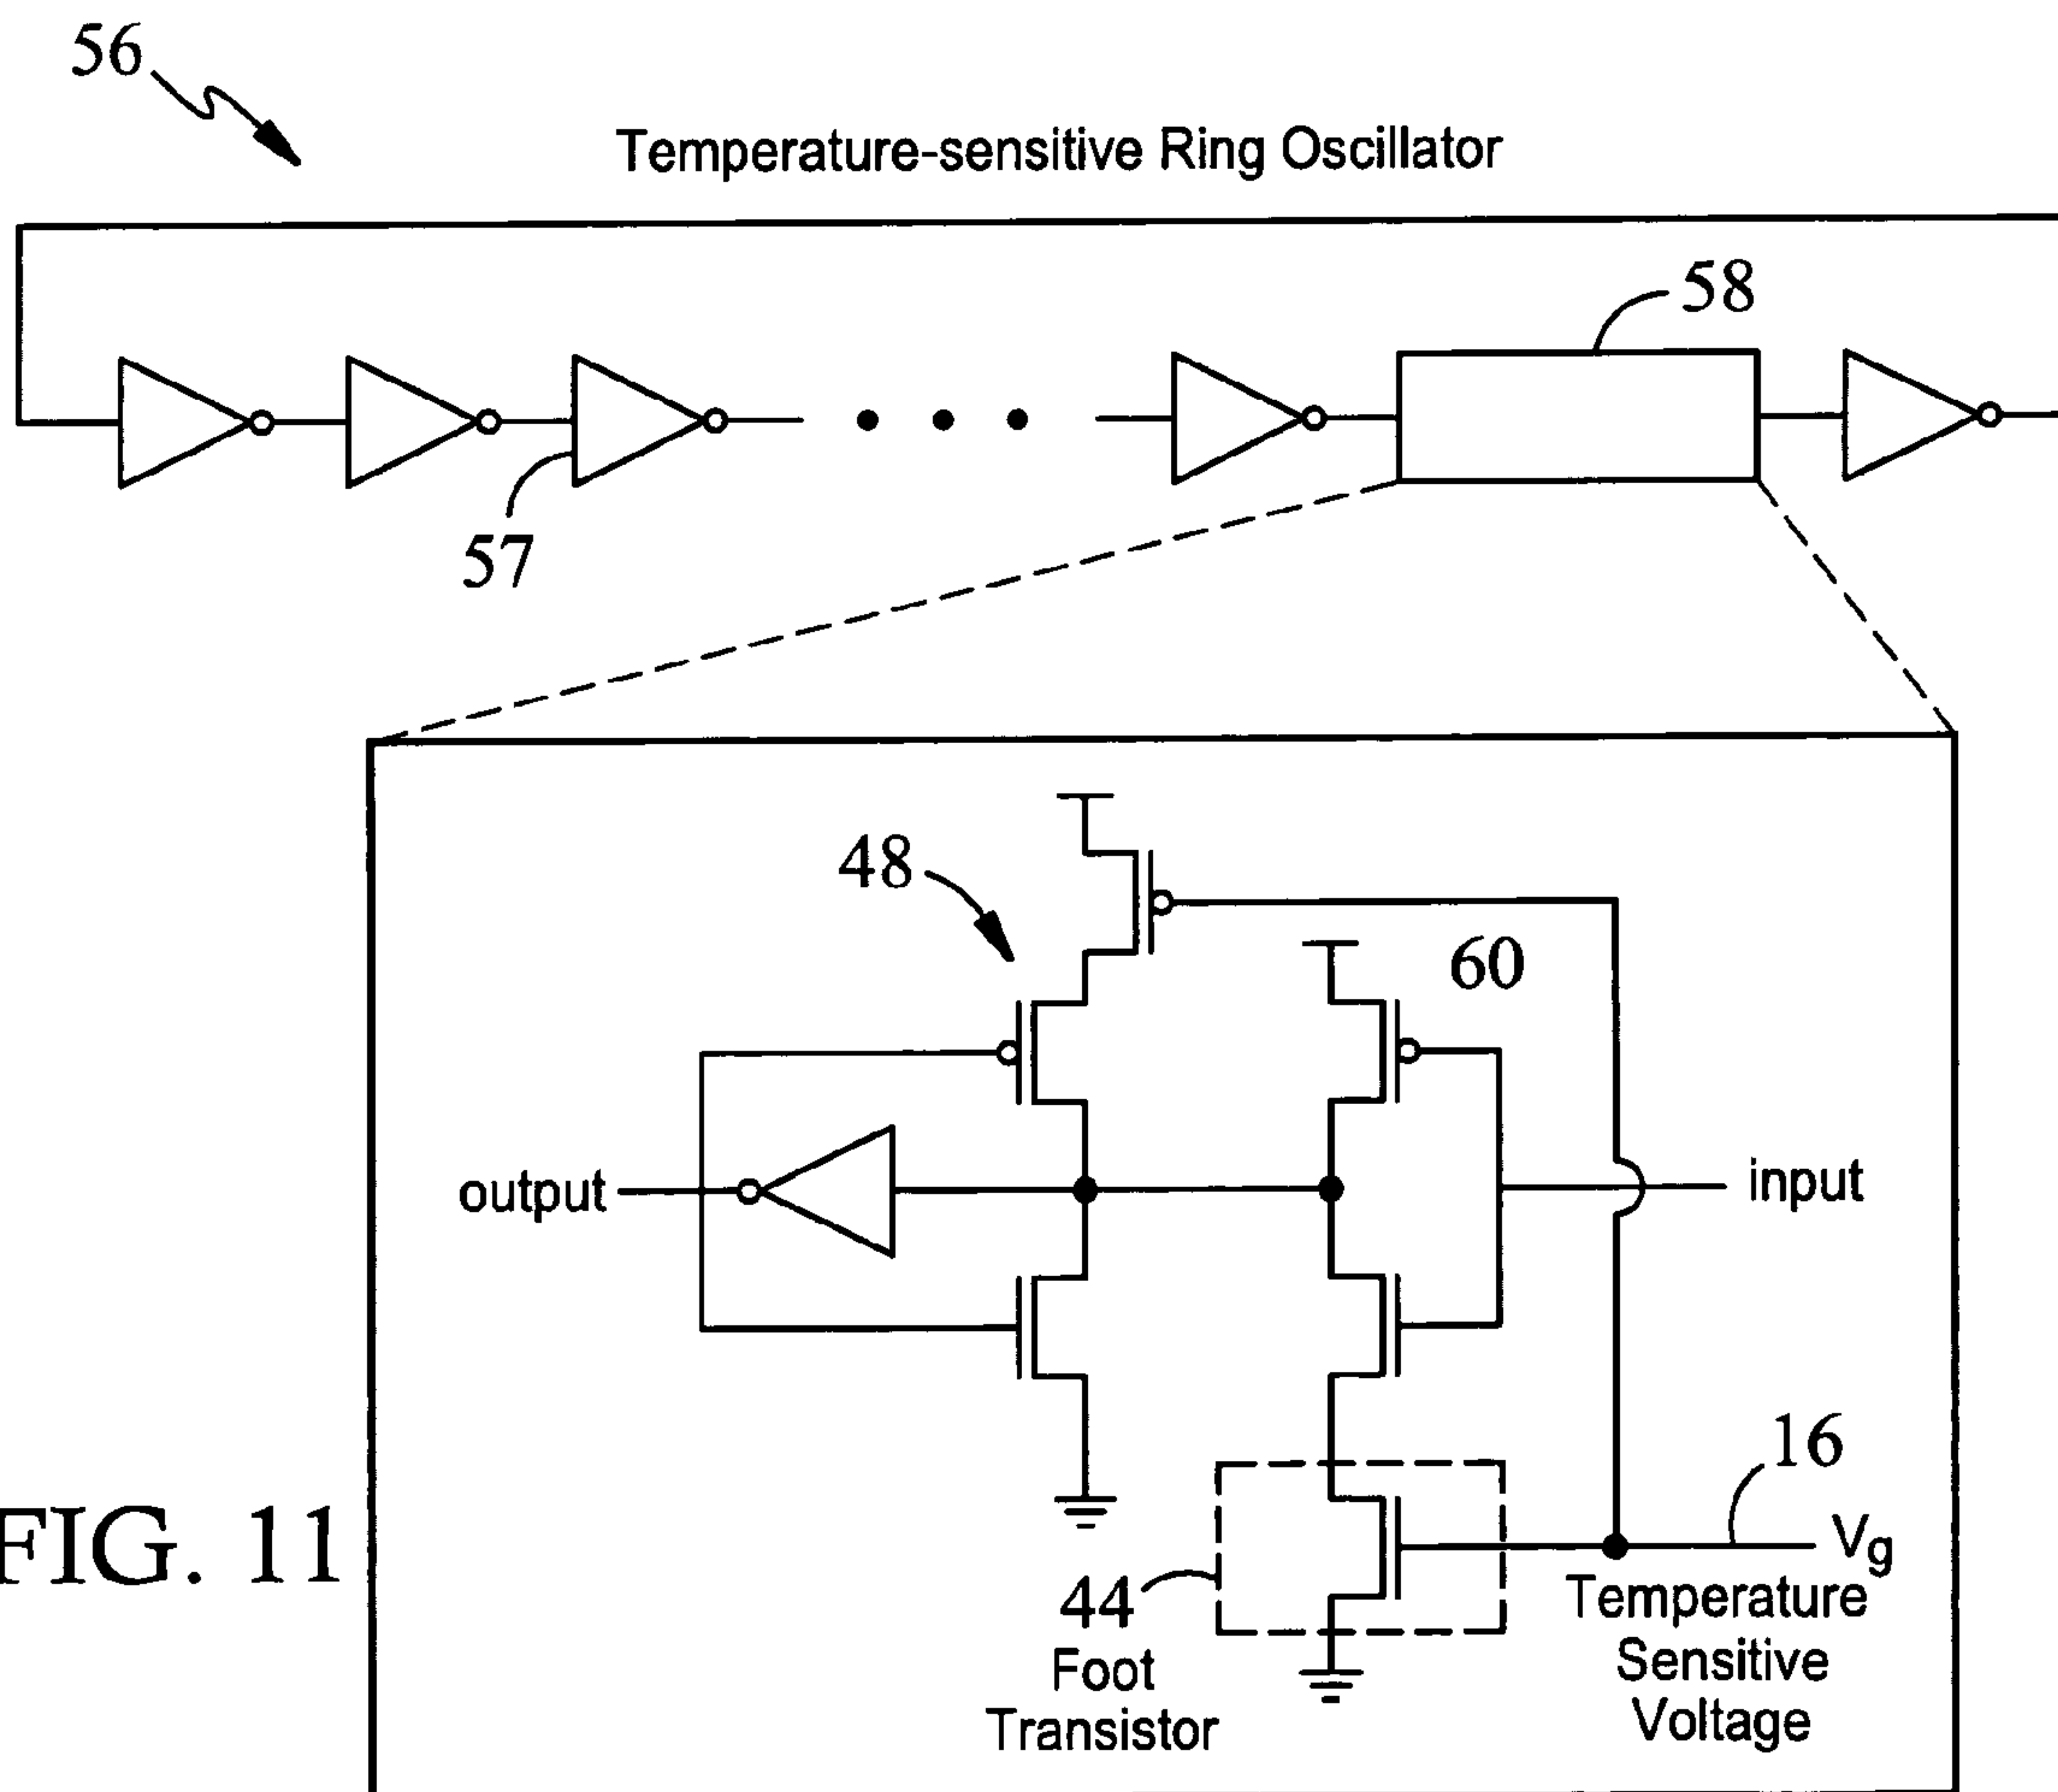 56
Temperature-sensitive Ring Oscillator
58
57
48
60
output
input
16
Vg
44
Foot
Transistor
Temperature
Sensitive
Voltage
FIG. 11